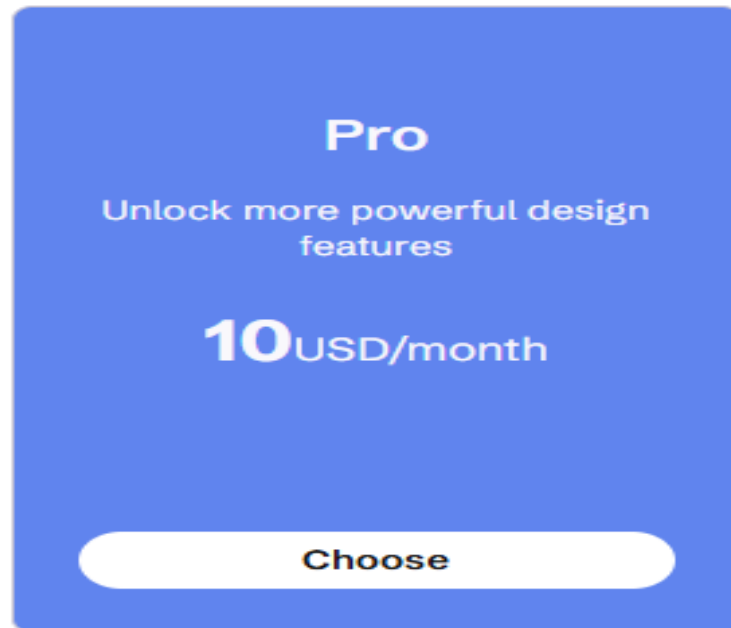 Pro
Unlock more powerful design
features
10USD/month
Choose